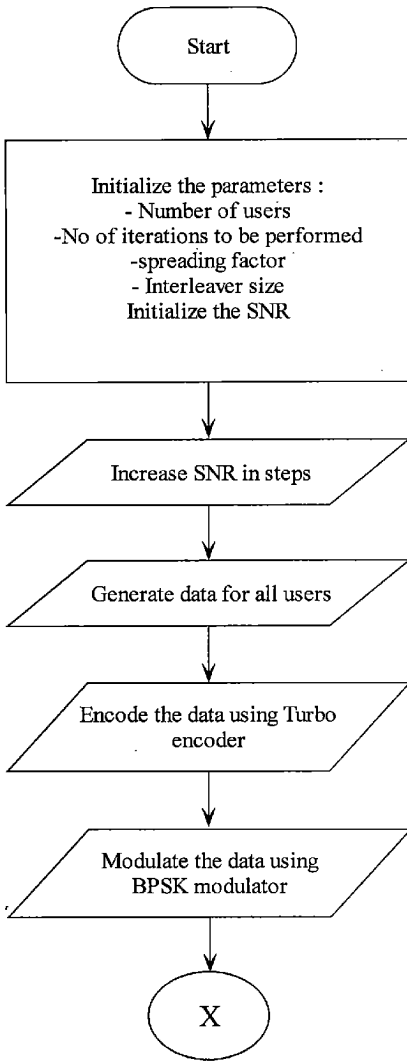 Start
Initialize the parameters :
- Number of users
-No of iterations to be performed
-spreading factor
- Interleaver size
Initialize the SNR
Increase SNR in steps
Generate data for all users
Encode the data using Turbo
encoder
Modulate the data using
BPSK modulator
X